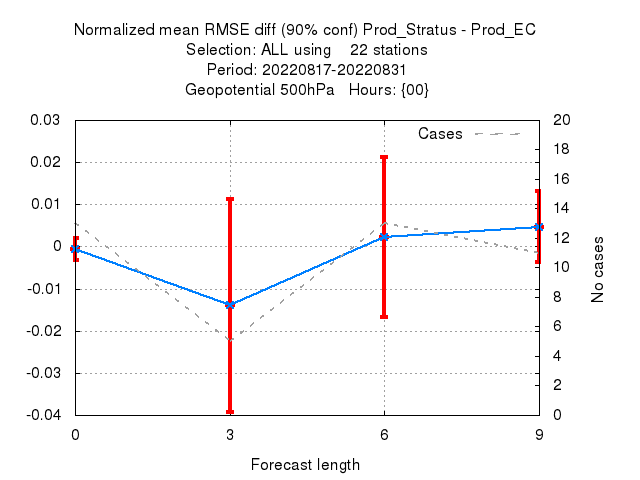 Normalized mean RMSE diff (90% conf) Prod_Stratus - Prod_EC
Selection: ALL using    22 stations
Period: 20220817-20220831
Geopotential 500hPa   Hours: {00}
Cases
0.03
0.02
0.01
0
-0.01
-0.02
-0.03
-0.04
20
18
16
14
12
10
8
6
4
2
0
No cases
0 3 6 9
Forecast length